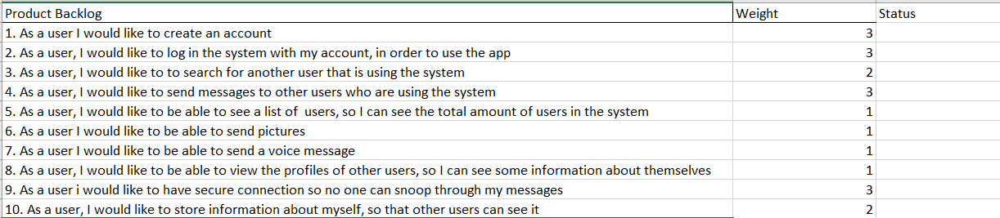 Product Backlog Weight Status
1. As a user I would like to create an account 3
2. As a user, I would like to log in the system with my account, in order to use the app 3
3. As a user, I would like to to search for another user that is using the system 2
4. As a user, I would like to send messages to other users who are using the system 3
5. As a user, I would like to be able to see a list of  users, so I can see the total amount of users in the system 1
6. As a user I would like to be able to send pictures 1
7. As a user I would like to be able to send a voice message 1
8. As a user, I would like to be able to view the profiles of other users, so I can see some information about themselves 1
9. As a user i would like to have secure connection so no one can snoop through my messages 3
10. As a user, I would like to store information about myself, so that other users can see it 2